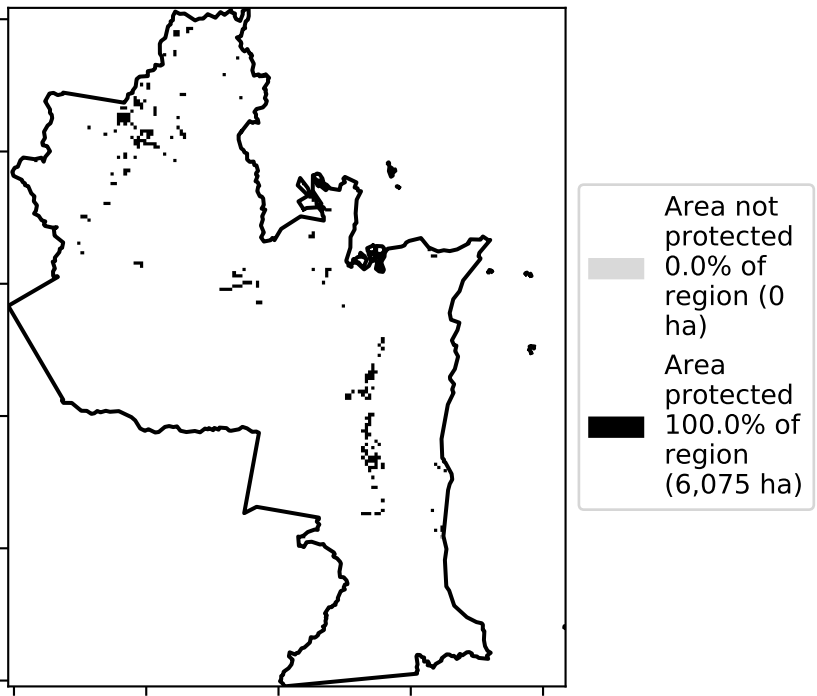 Area not
protected
0.0% of
region (0
ha)
Area
protected
100.0% of
region
(6,075 ha)